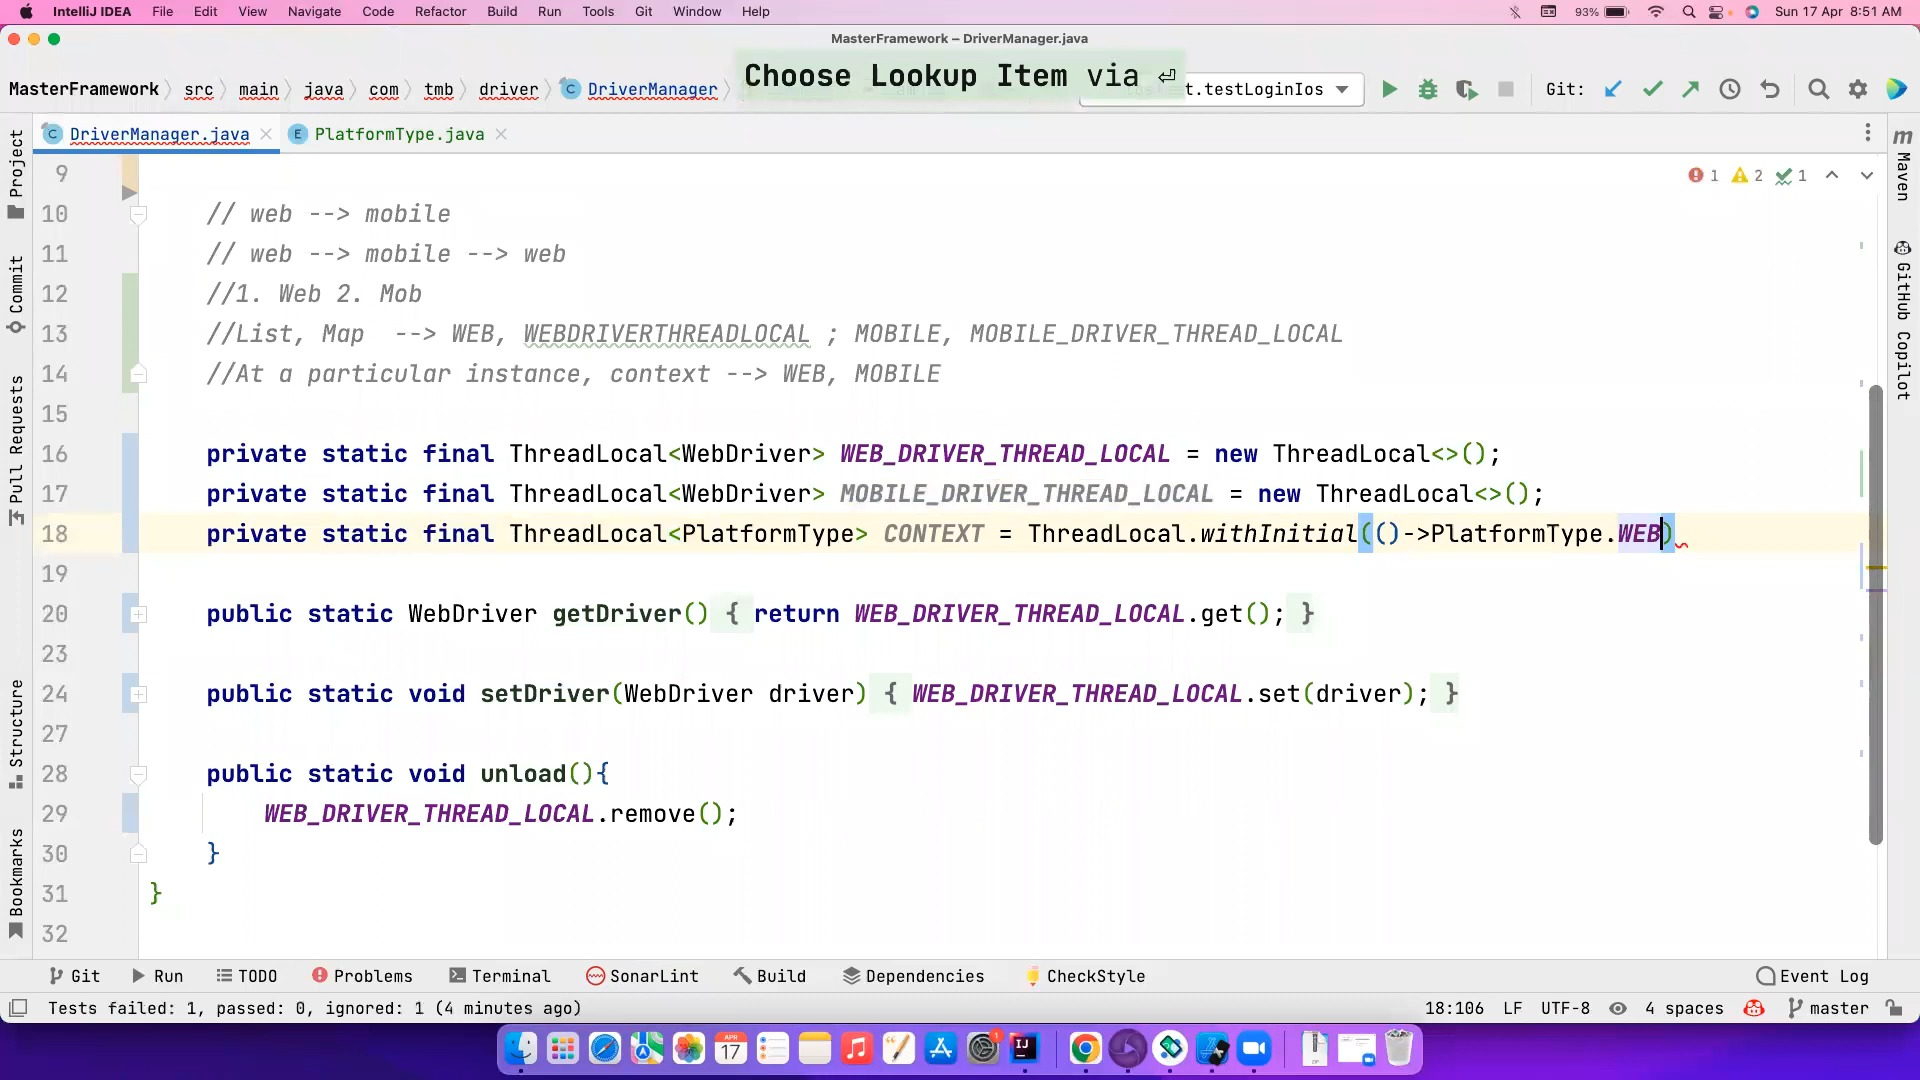 IntelliJ IDEA File Edit View Navigate Code Refactor Build Run Tools Git Window Help 93% Sun 17 Apr 8:51 AM
MasterFramework – DriverManager.java
MasterFramework src main java com tmb driver DriverManager t.testLoginIos Git:
Choose Lookup Item via ⏎
DriverManager.java PlatformType.java
1 2 1
9
10 // web --> mobile
11 // web --> mobile --> web
12 //1. Web 2. Mob
13 //List, Map --> WEB, WEBDRIVERTHREADLOCAL ; MOBILE, MOBILE_DRIVER_THREAD_LOCAL
14 //At a particular instance, context --> WEB, MOBILE
15
16 private static final ThreadLocal<WebDriver> WEB_DRIVER_THREAD_LOCAL = new ThreadLocal<>();
17 private static final ThreadLocal<WebDriver> MOBILE_DRIVER_THREAD_LOCAL = new ThreadLocal<>();
18 private static final ThreadLocal<PlatformType> CONTEXT = ThreadLocal.withInitial(()->PlatformType.WEB)
19
20 public static WebDriver getDriver() { return WEB_DRIVER_THREAD_LOCAL.get(); }
23
24 public static void setDriver(WebDriver driver) { WEB_DRIVER_THREAD_LOCAL.set(driver); }
27
28 public static void unload(){
29 WEB_DRIVER_THREAD_LOCAL.remove();
30 }
31 }
32
Project
Commit
Pull Requests
Structure
Bookmarks
m Maven
GitHub Copilot
Git Run TODO Problems Terminal SonarLint Build Dependencies CheckStyle Event Log
Tests failed: 1, passed: 0, ignored: 1 (4 minutes ago) 18:106 LF UTF-8 4 spaces master
APR
17
1
IJ